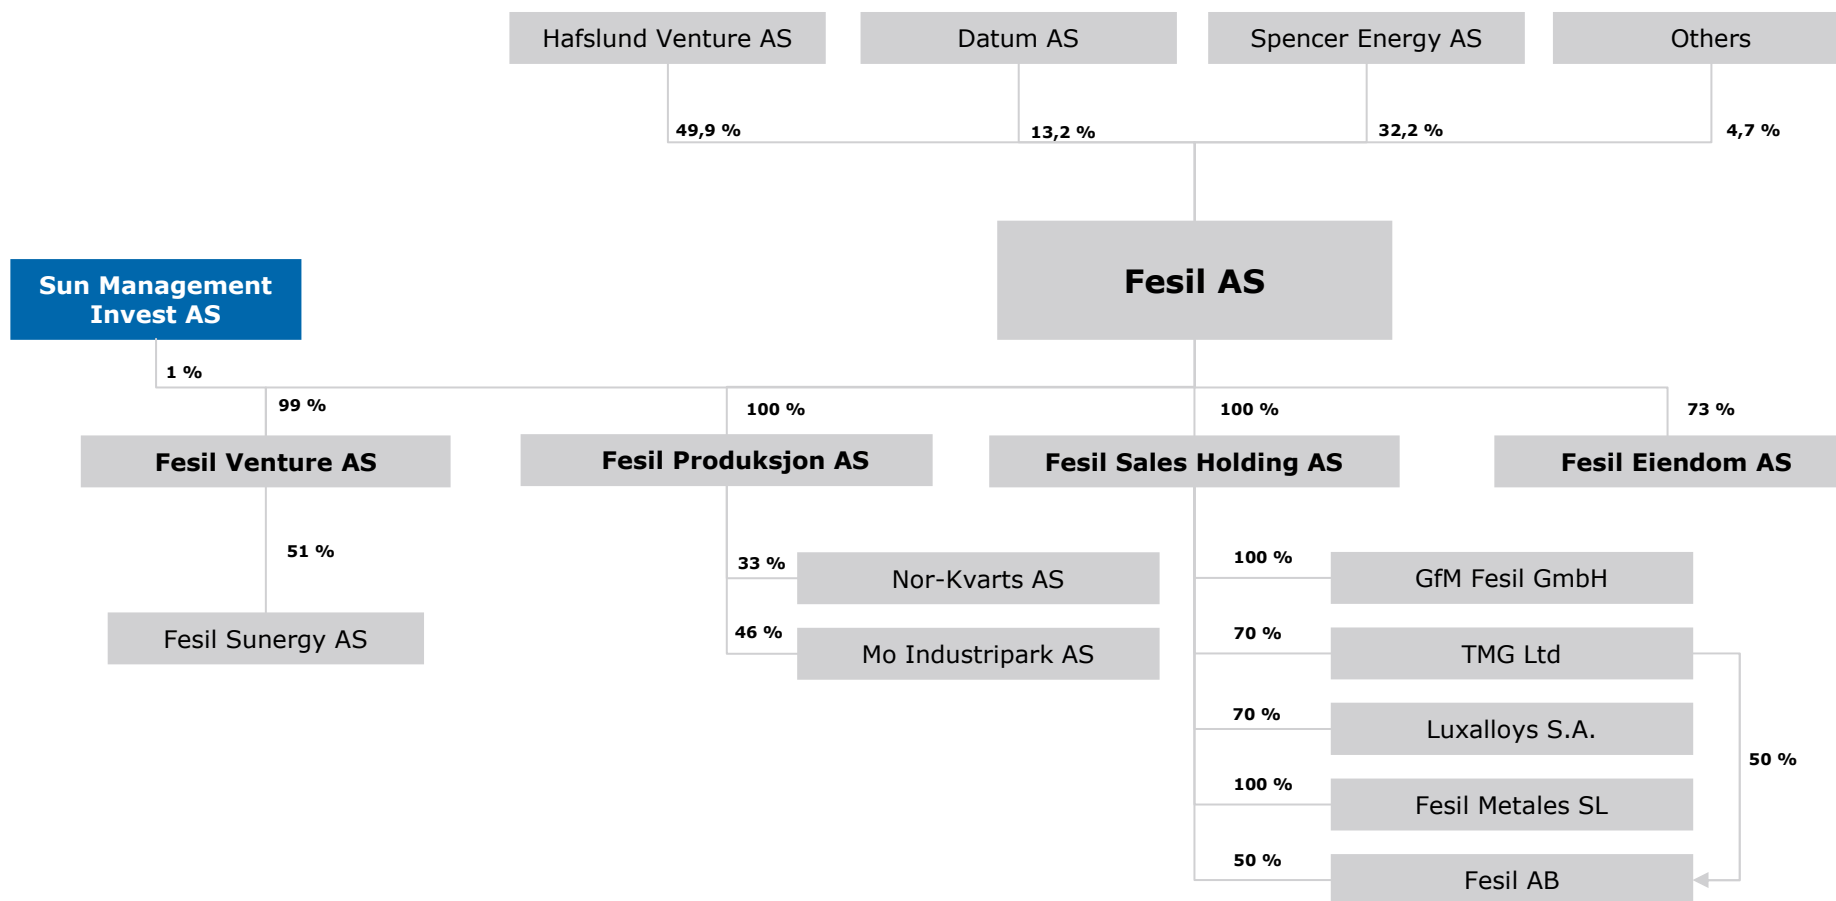 Hafslund Venture AS
Datum AS
Spencer Energy AS
Others
49,9 %
13,2 %
32,2 %
4,7 %
Fesil AS
Sun Management
Invest AS
1 %
99 %
100 %
100 %
73 %
Fesil Venture AS
Fesil Produksjon AS
Fesil Sales Holding AS
Fesil Eiendom AS
51 %
33 %
100 %
Nor-Kvarts AS
GfM Fesil GmbH
Fesil Sunergy AS
46 %
70 %
Mo Industripark AS
TMG Ltd
70 %
Luxalloys S.A.
50 %
100 %
Fesil Metales SL
50 %
Fesil AB